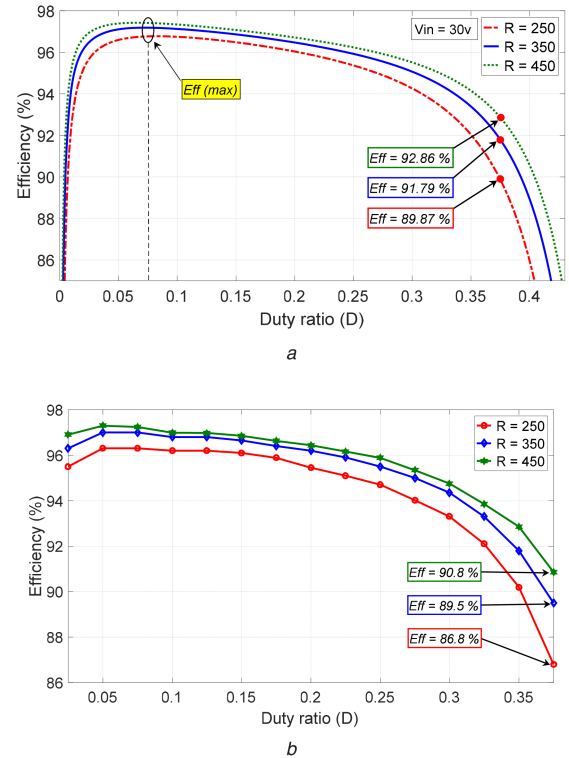 98
96
94
92
90
88
86
Efficiency (%)
Vin = 30v
R = 250
R = 350
R = 450
Eff (max)
Eff = 92.86 %
Eff = 91.79 %
Eff = 89.87 %
0 0.05 0.1 0.15 0.2 0.25 0.3 0.35 0.4
Duty ratio (D)
a
98
96
94
92
90
88
86
Efficiency (%)
R = 250
R = 350
R = 450
Eff = 90.8 %
Eff = 89.5 %
Eff = 86.8 %
0.05 0.1 0.15 0.2 0.25 0.3 0.35
Duty ratio (D)
b